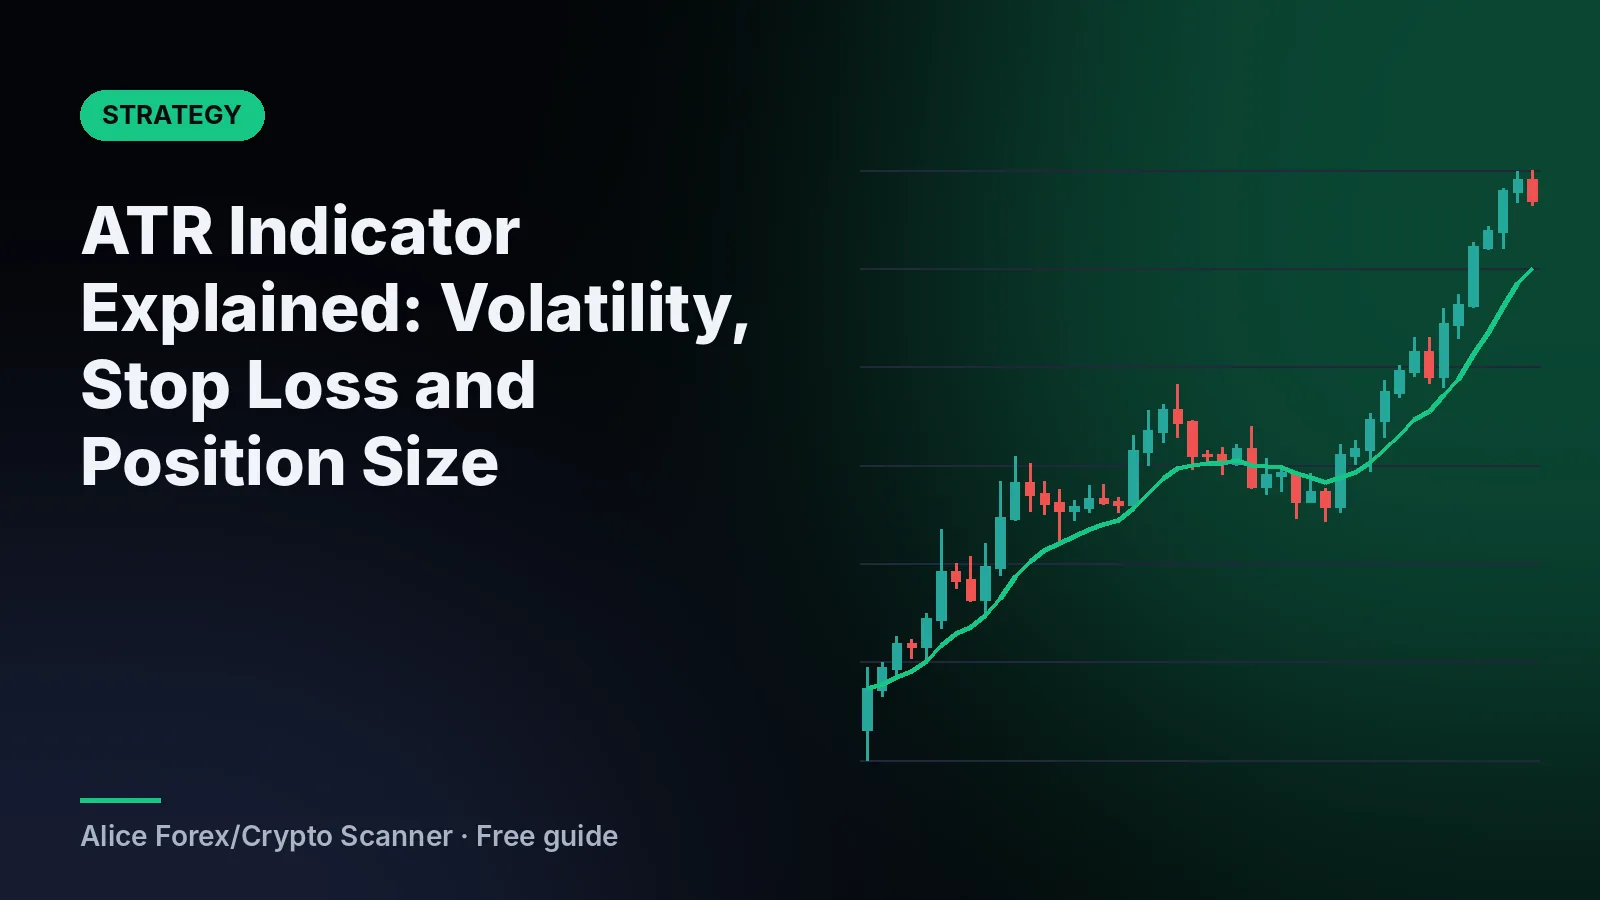 STRATEGY
ATR Indicator
Explained: Volatility,
Stop Loss and
Position Size
Alice Forex/Crypto Scanner · Free guide